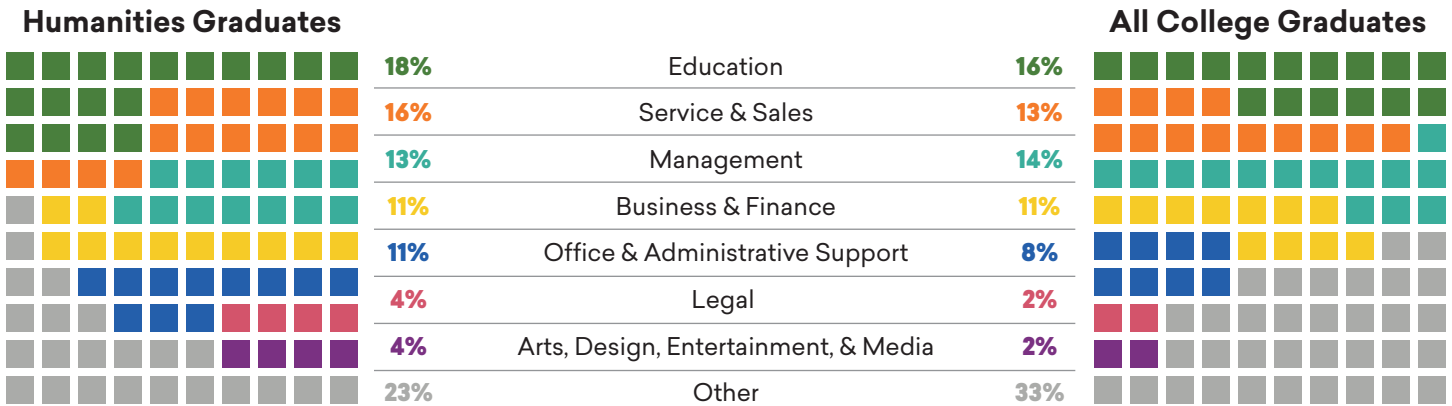 Humanities Graduates
All College Graduates
18% Education 16%
16% Service & Sales 13%
13% Management 14%
11% Business & Finance 11%
11% Office & Administrative Support 8%
4% Legal 2%
4% Arts, Design, Entertainment, & Media 2%
23% Other 33%